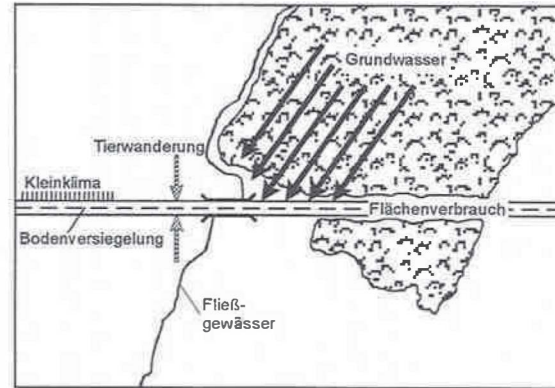 Grundwasser
Tierwanderung
Kleinklima
Flächenverbrauch
Bodenversiegelung
Fließ-
gewässer